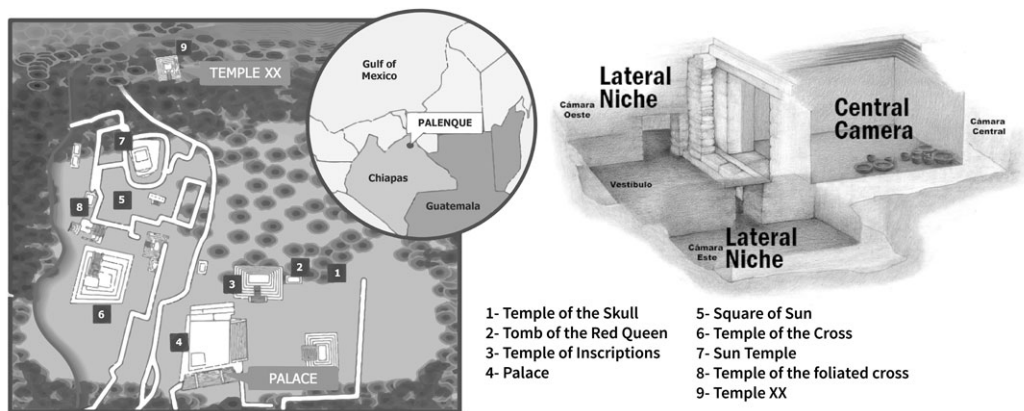 9
TEMPLE XX
7
8
5
6
3
2
1
4
PALACE
Gulf of
Mexico
PALENQUE
Chiapas
Guatemala
Lateral
Niche
Cámara
Oeste
Central
Camera
Cámara
Central
Vestíbulo
Lateral
Niche
Cámara
Este
1- Temple of the Skull
2- Tomb of the Red Queen
3- Temple of Inscriptions
4- Palace
5- Square of Sun
6- Temple of the Cross
7- Sun Temple
8- Temple of the foliated cross
9- Temple XX